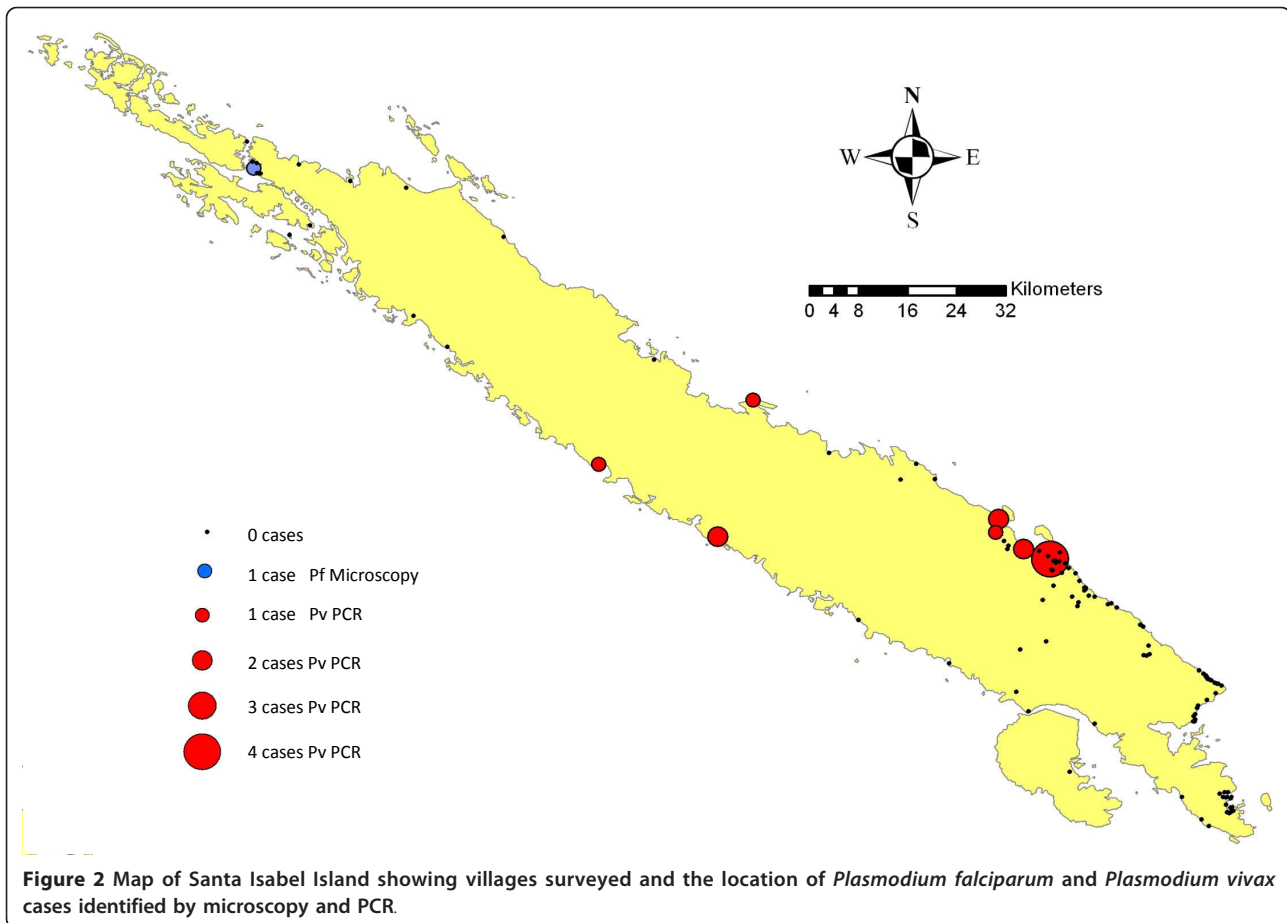 N
W E
S
Kilometers
0 4 8 16 24 32
0 cases
1 case Pf Microscopy
1 case Pv PCR
2 cases Pv PCR
3 cases Pv PCR
4 cases Pv PCR
Figure 2 Map of Santa Isabel Island showing villages surveyed and the location of Plasmodium falciparum and Plasmodium vivax
cases identified by microscopy and PCR.